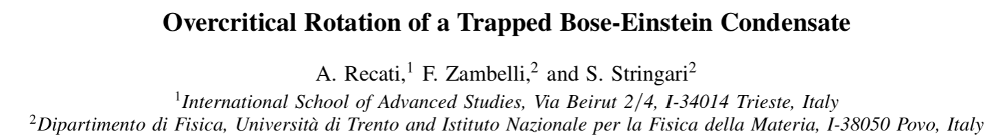 Overcritical Rotation of a Trapped Bose-Einstein Condensate
A. Recati,1 F. Zambelli,2 and S. Stringari2
1International School of Advanced Studies, Via Beirut 2/4, I-34014 Trieste, Italy
2Dipartimento di Fisica, Università di Trento and Istituto Nazionale per la Fisica della Materia, I-38050 Povo, Italy